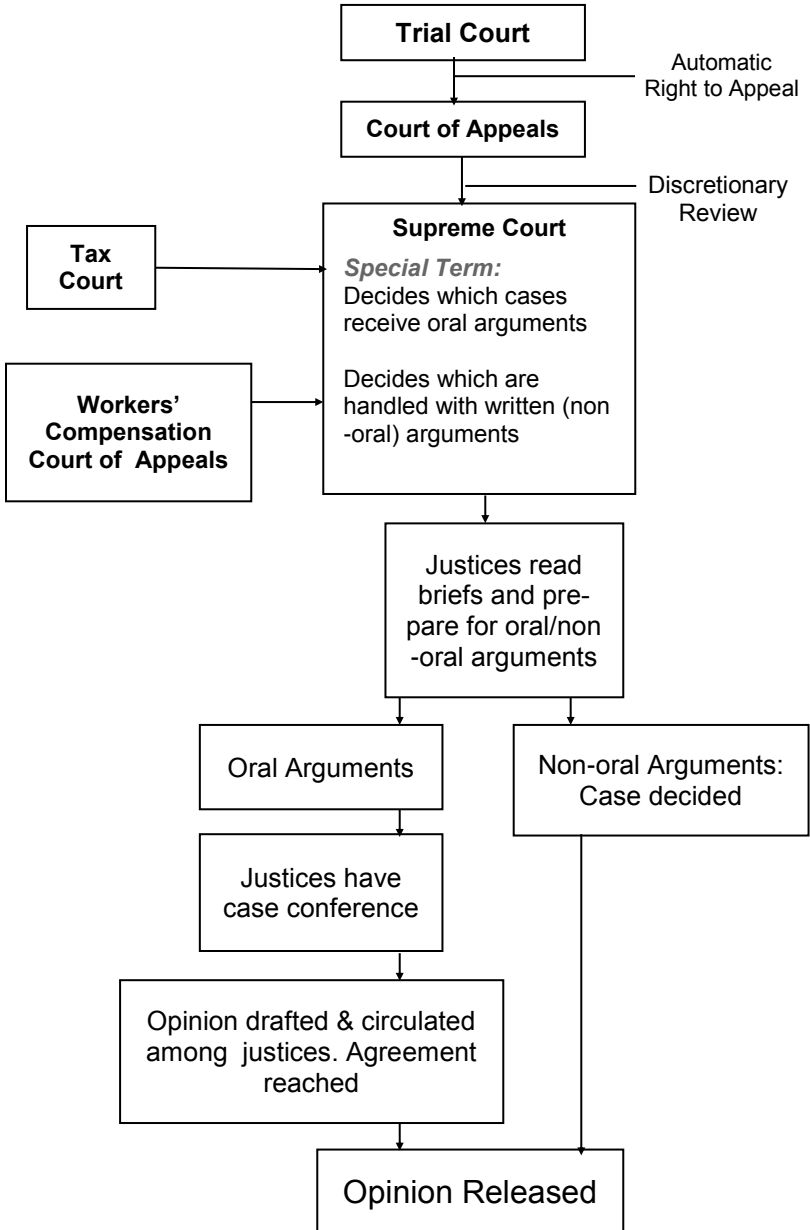 Trial Court
Automatic
Right to Appeal
Court of Appeals
Discretionary
Review
Supreme Court
Special Term:
Decides which cases
receive oral arguments
Decides which are
handled with written (non
-oral) arguments
Tax
Court
Workers’
Compensation
Court of Appeals
Justices read
briefs and pre-
pare for oral/non
-oral arguments
Oral Arguments
Non-oral Arguments:
Case decided
Justices have
case conference
Opinion drafted & circulated
among justices. Agreement
reached
Opinion Released